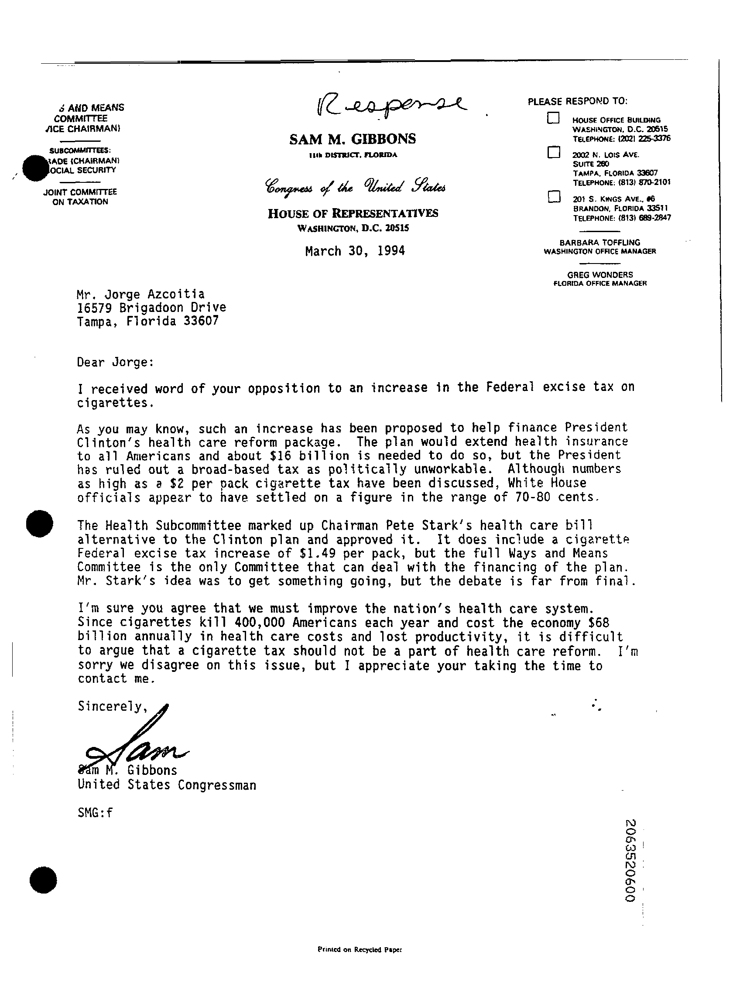 Response
AND MEANS
COMMITTEE
VICE CHAIRMAN)
SUBCOMMITTEES:
(CHAIRMAN)
SOCIAL SECURITY
JOINT COMMITTEE
ON TAXATION
SAM M. GIBBONS
11th DISTRICT, FLORIDA
Congress of the United States
HOUSE OF REPRESENTATIVES
WASHINGTON, D.C. 20515
March 30, 1994
PLEASE RESPOND TO:
HOUSE OFFICE BUILDING
WASHINGTON, D.C. 20515
TELEPHONE: (202) 225-3376
2002 N. LOIS AVE.
SUITE 260
TAMPA, FLORIDA 33607
TELEPHONE: (813) 870-2101
201 S. KINGS AVE., #6
BRANDON, FLORIDA 33511
TELEPHONE: (813) 689-2847
BARBARA TOFFLING
WASHINGTON OFFICE MANAGER
GREG WONDERS
FLORIDA OFFICE MANAGER
Mr. Jorge Azcoitia
16579 Brigadoon Drive
Tampa, Florida 33607
Dear Jorge:
I received word of your opposition to an increase in the Federal excise tax on
cigarettes.
As you may know, such an increase has been proposed to help finance President
Clinton's health care reform package. The plan would extend health insurance
to all Americans and about $16 billion is needed to do so, but the President
has ruled out a broad-based tax as politically unworkable. Although numbers
as high as a $2 per pack cigarette tax have been discussed, White House
officials appear to have settled on a figure in the range of 70-80 cents.
The Health Subcommittee marked up Chairman Pete Stark's health care bill
alternative to the Clinton plan and approved it. It does include a cigarette
Federal excise tax increase of $1.49 per pack, but the full Ways and Means
Committee is the only Committee that can deal with the financing of the plan.
Mr. Stark's idea was to get something going, but the debate is far from final.
I'm sure you agree that we must improve the nation's health care system.
Since cigarettes kill 400,000 Americans each year and cost the economy $68
billion annually in health care costs and lost productivity, it is difficult
to argue that a cigarette tax should not be a part of health care reform. I'm
sorry we disagree on this issue, but I appreciate your taking the time to
contact me.
Sincerely,
Sam
Sam M. Gibbons
United States Congressman
SMG:f
2063520600
Printed on Recycled Paper